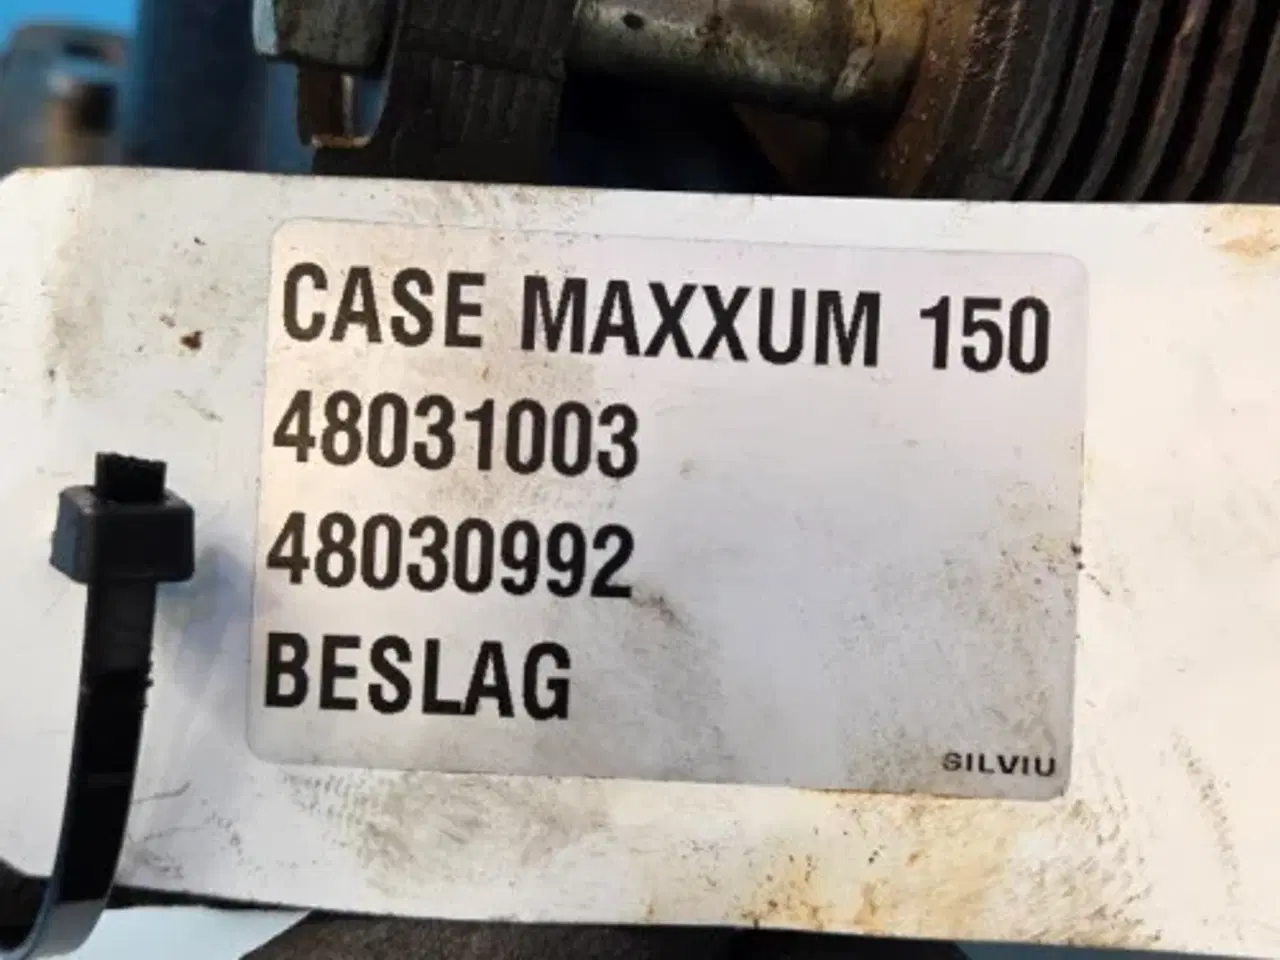 CASE MAXXUM 150
48031003
48030992
BESLAG
SILVIU